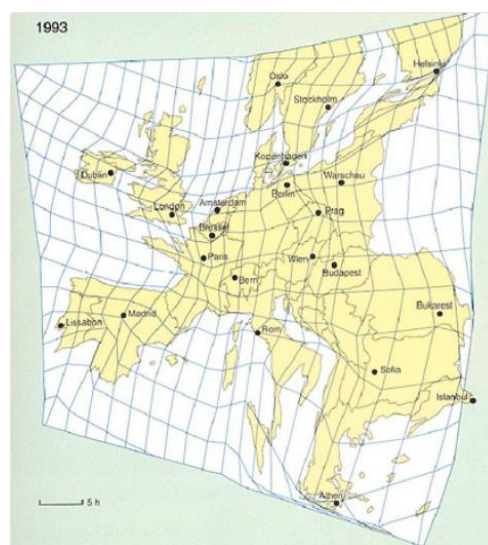 1993
Helsinki
Oslo
Stockholm
Kopenhagen
Dublin
Warschau
Berlin
Amsterdam
London
Prag
Brüssel
Paris
Wien
Budapest
Bern
Bukarest
Madrid
Lissabon
Rom
Sofia
Istanbul
Athen
5 h